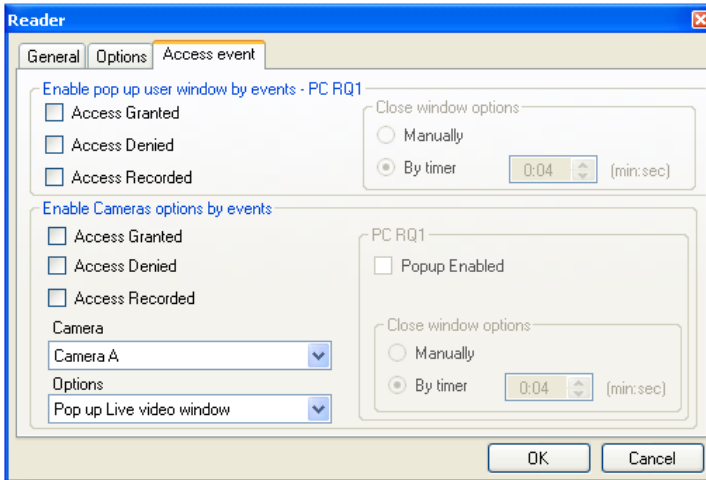 Reader
General Options Access event
Enable pop up user window by events - PC RQ1
Access Granted
Access Denied
Access Recorded
Close window options
Manually
By timer 0:04 (min:sec)
Enable Cameras options by events
Access Granted
Access Denied
Access Recorded
Camera
Camera A
Options
Pop up Live video window
PC RQ1
Popup Enabled
Close window options
Manually
By timer 0:04 (min:sec)
OK Cancel